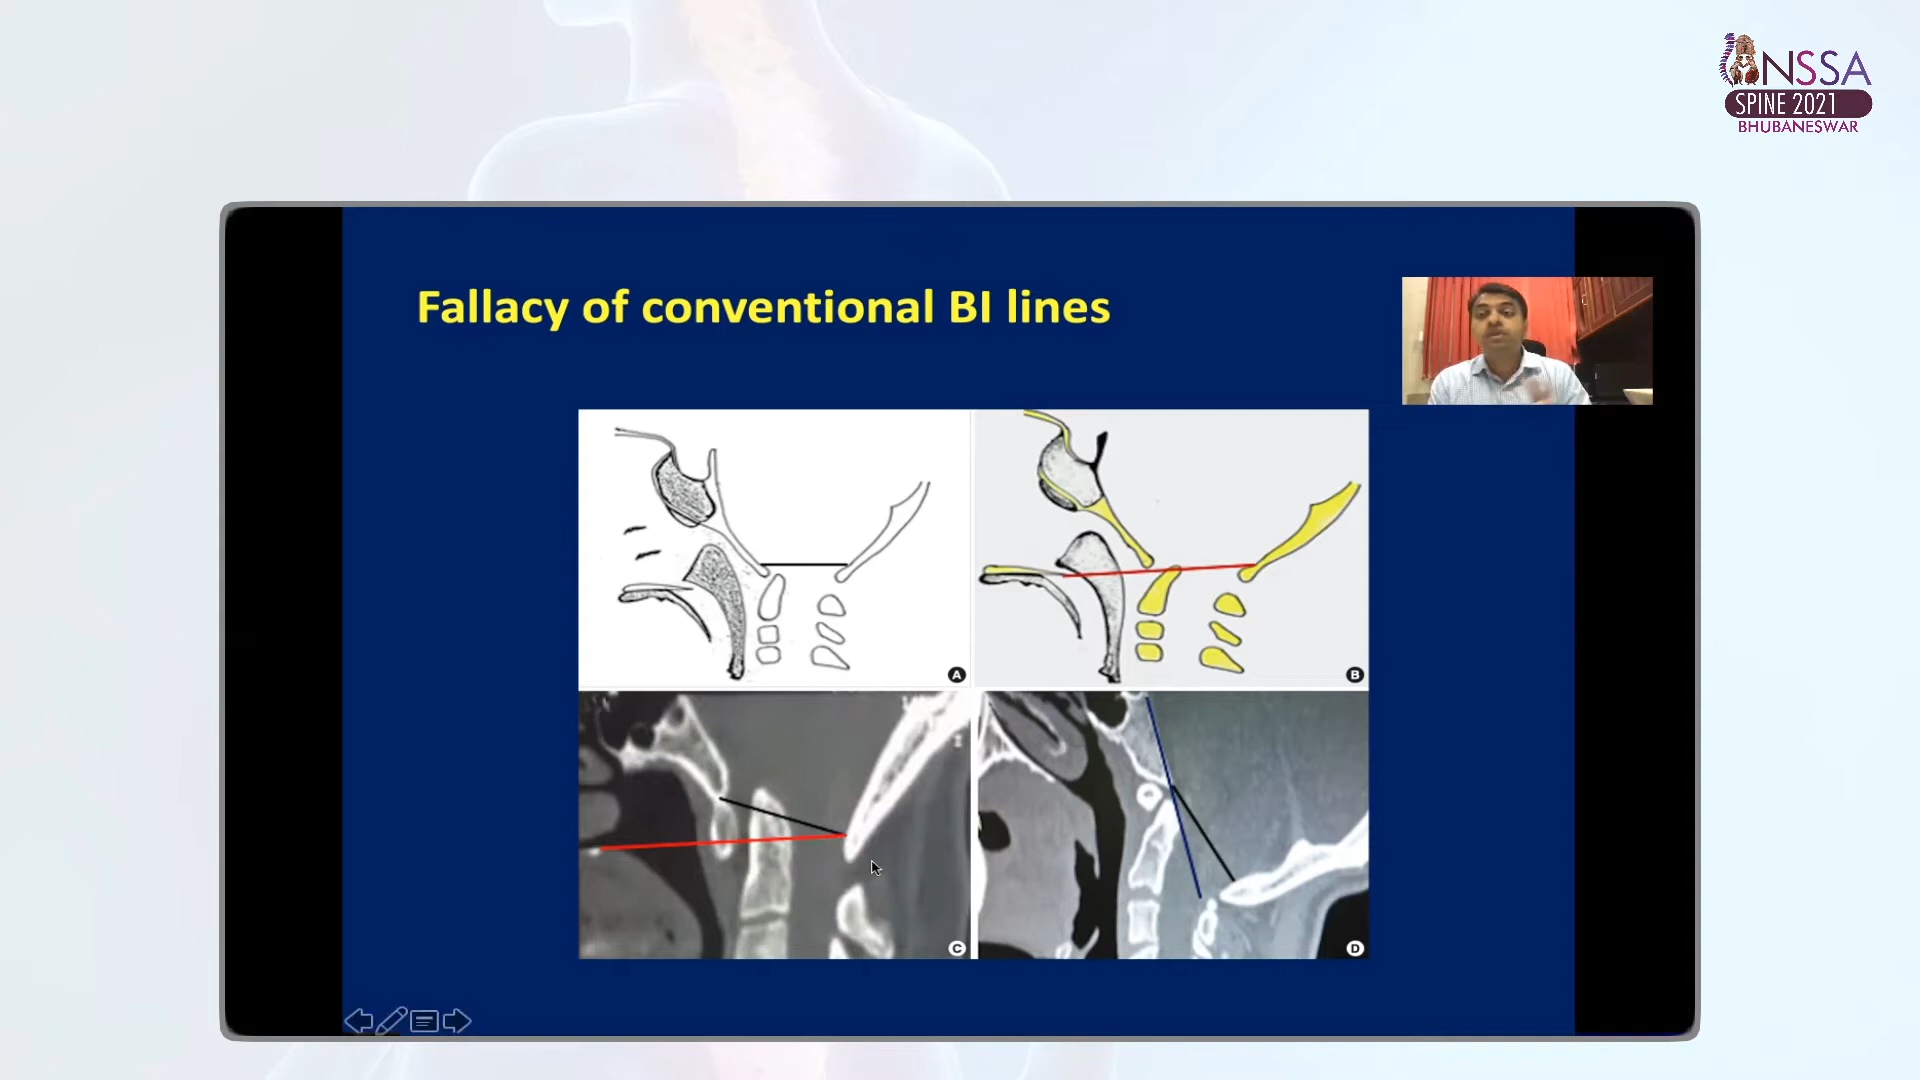 NSSA
SPINE 2021
BHUBANESWAR
Fallacy of conventional BI lines
A
B
C
D